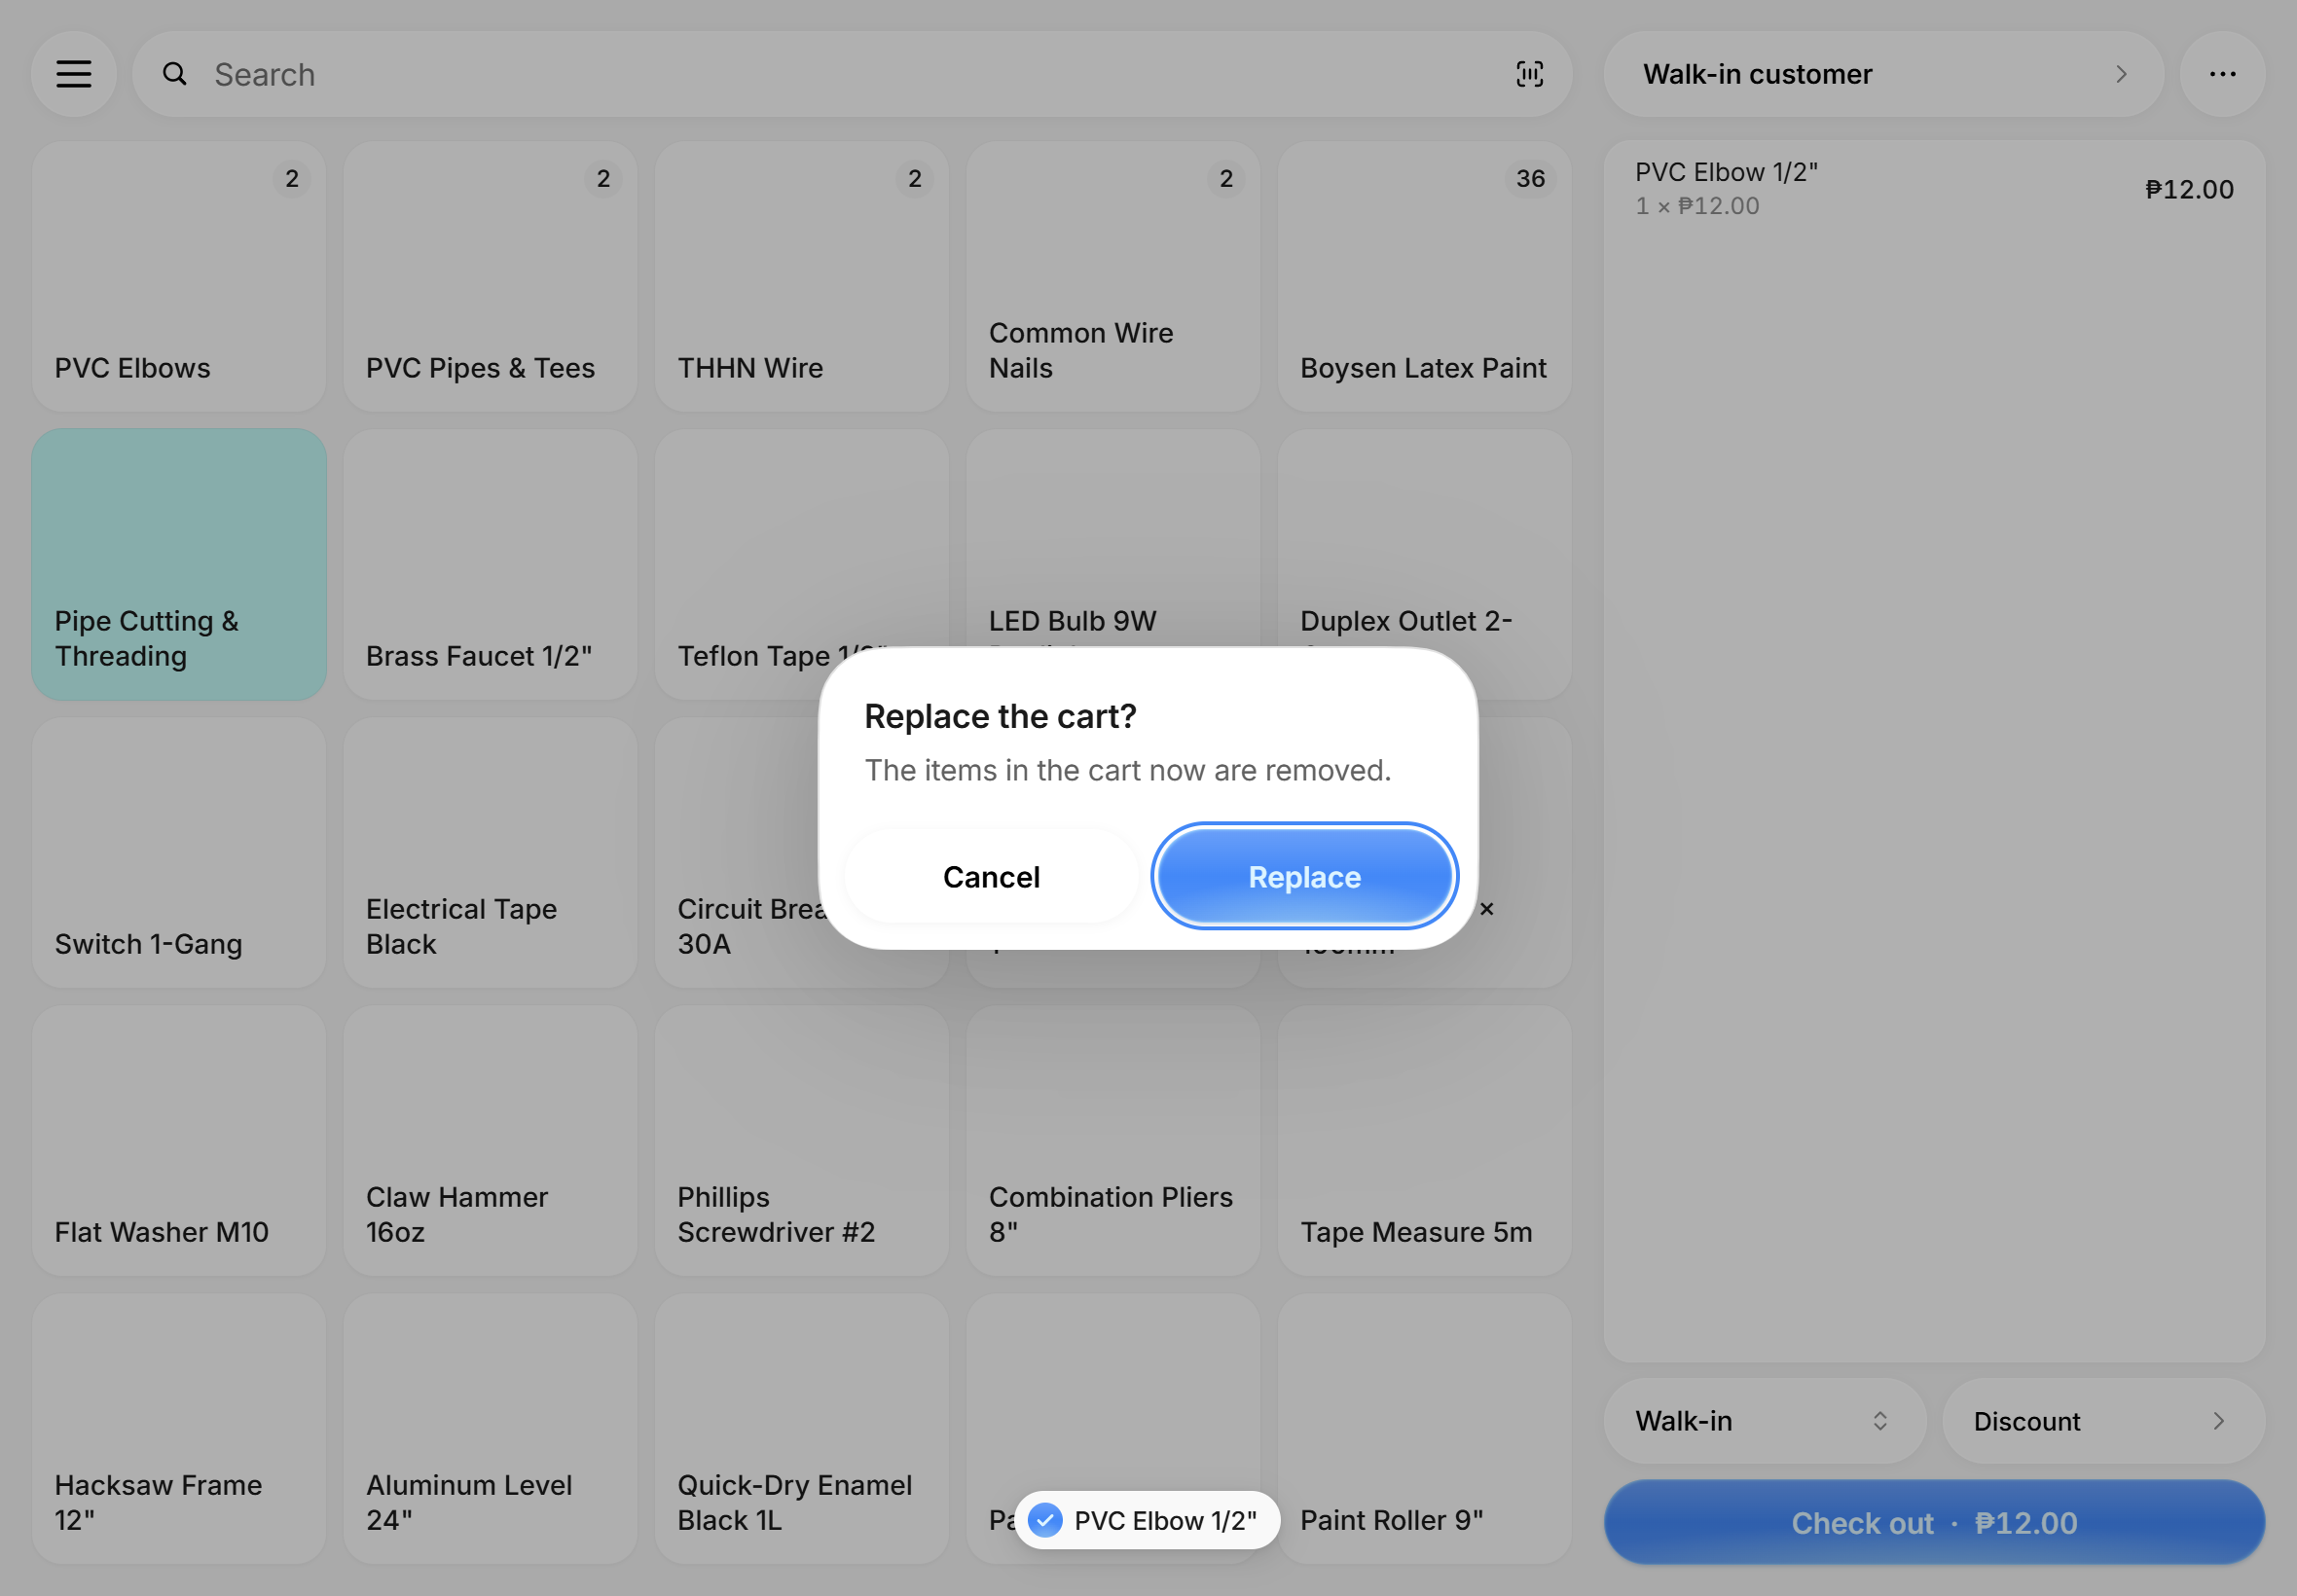 Search
Walk-in customer
2
2
2
2
36
PVC Elbows
PVC Pipes & Tees
THHN Wire
Common Wire
Nails
Boysen Latex Paint
PVC Elbow 1/2"
1 × ₱12.00
₱12.00
Pipe Cutting &
Threading
Brass Faucet 1/2"
Teflon Tape
LED Bulb 9W
Duplex Outlet 2-
Replace the cart?
The items in the cart now are removed.
Cancel
Replace
Switch 1-Gang
Electrical Tape
Black
Circuit
30A
×
Flat Washer M10
Claw Hammer
16oz
Phillips
Screwdriver #2
Combination Pliers
8"
Tape Measure 5m
Hacksaw Frame
12"
Aluminum Level
24"
Quick-Dry Enamel
Black 1L
PVC Elbow 1/2"
Paint Roller 9"
Walk-in
Discount
Check out · ₱12.00